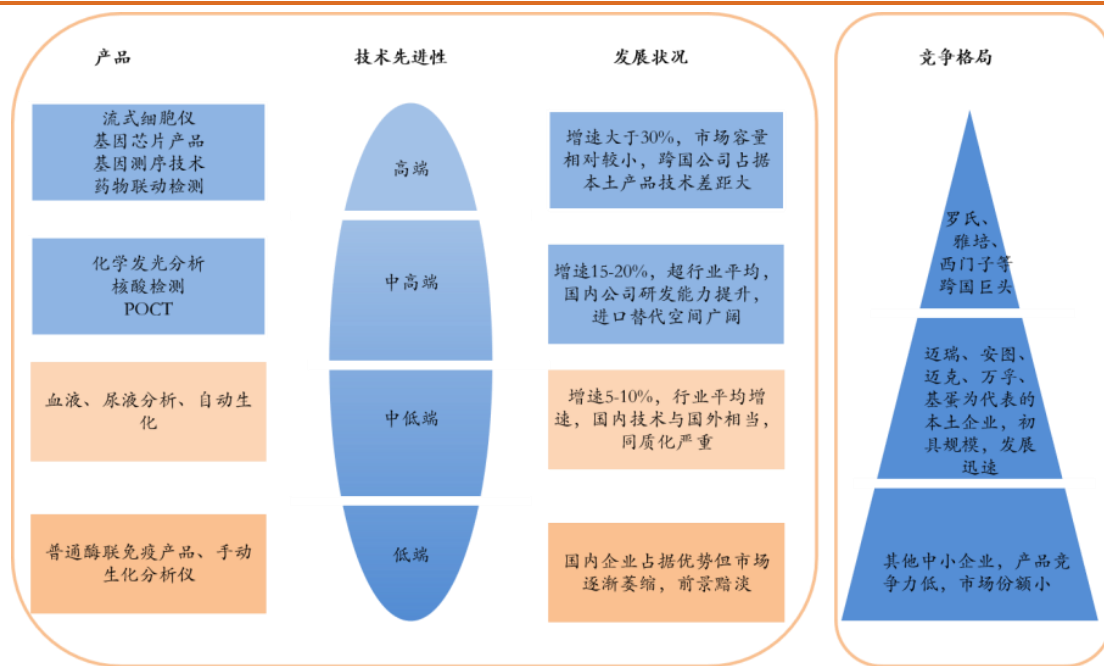 产品
技术先进性
发展状况
竞争格局
流式细胞仪
基因芯片产品
基因测序技术
药物联动检测
高端
增速大于30%，市场容量
相对较小，跨国公司占据
本土产品技术差距大
罗氏、
雅培、
西门子等
跨国巨头
化学发光分析
核酸检测
POCT
中高端
增速15-20%，超行业平均，
国内公司研发能力提升，
进口替代空间广阔
血液、尿液分析、自动生
化
中低端
增速5-10%，行业平均增
速，国内技术与国外相当，
同质化严重
迈瑞、安图、
迈克、万孚、
基蛋为代表的
本土企业，初
具规模，发展
迅速
普通酶联免疫产品、手动
生化分析仪
低端
国内企业占据优势但市场
逐渐萎缩，前景黯淡
其他中小企业，产品竞
争力低，市场份额小